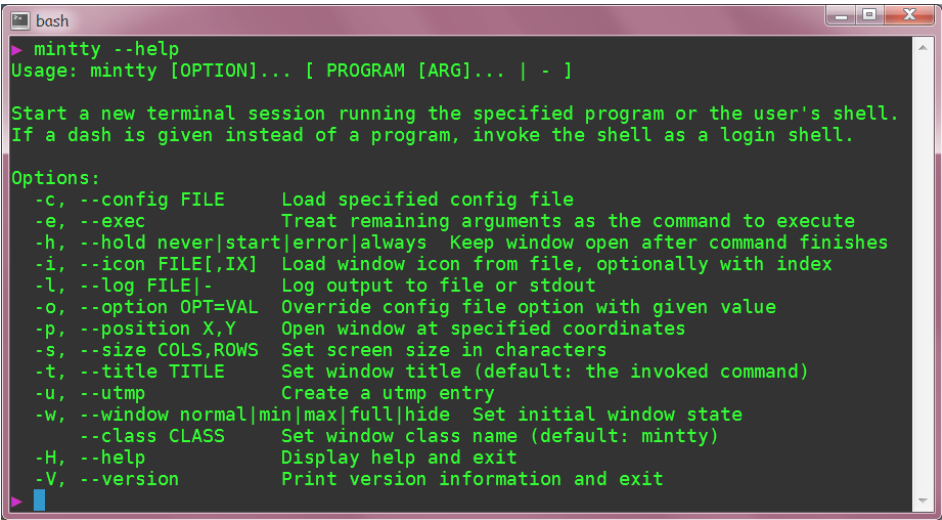 bash
▶ mintty --help
Usage: mintty [OPTION]... [ PROGRAM [ARG]... | - ]

Start a new terminal session running the specified program or the user's shell.
If a dash is given instead of a program, invoke the shell as a login shell.

Options:
  -c, --config FILE     Load specified config file
  -e, --exec            Treat remaining arguments as the command to execute
  -h, --hold never|start|error|always  Keep window open after command finishes
  -i, --icon FILE[,IX]  Load window icon from file, optionally with index
  -l, --log FILE|-      Log output to file or stdout
  -o, --option OPT=VAL  Override config file option with given value
  -p, --position X,Y    Open window at specified coordinates
  -s, --size COLS,ROWS  Set screen size in characters
  -t, --title TITLE     Set window title (default: the invoked command)
  -u, --utmp            Create a utmp entry
  -w, --window normal|min|max|full|hide  Set initial window state
      --class CLASS     Set window class name (default: mintty)
  -H, --help            Display help and exit
  -V, --version         Print version information and exit
▶